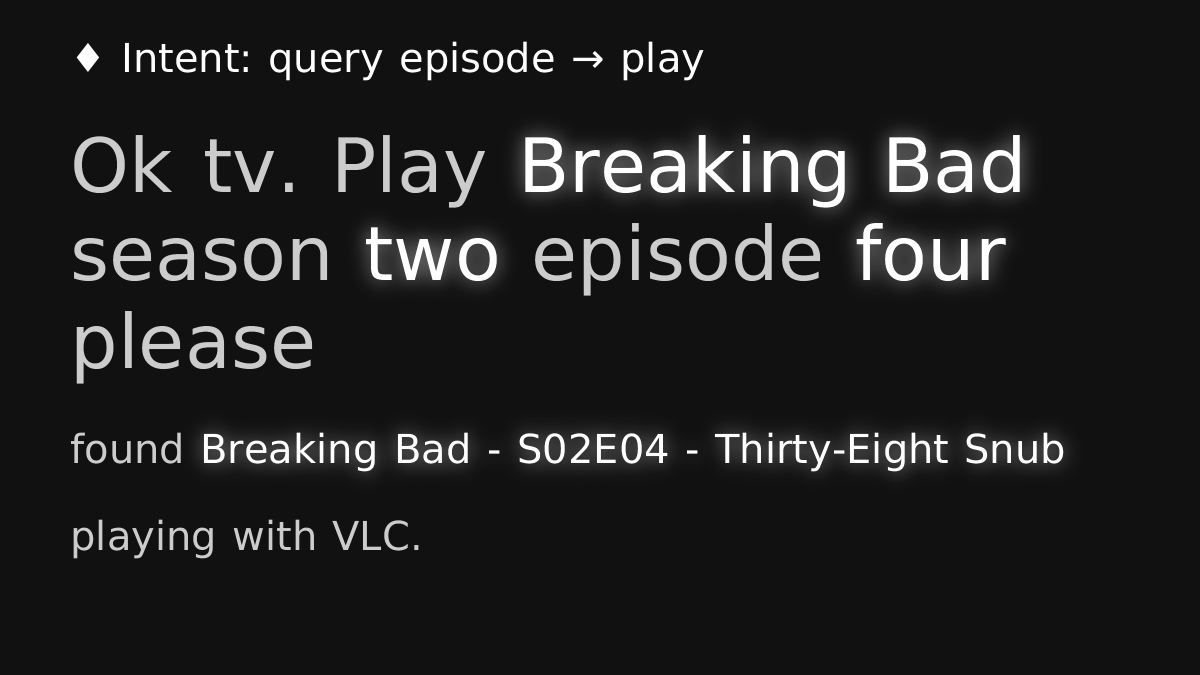 ♦ Intent: query episode → play
Ok tv. Play Breaking Bad
season two episode four
please
found Breaking Bad - S02E04 - Thirty-Eight Snub
playing with VLC.